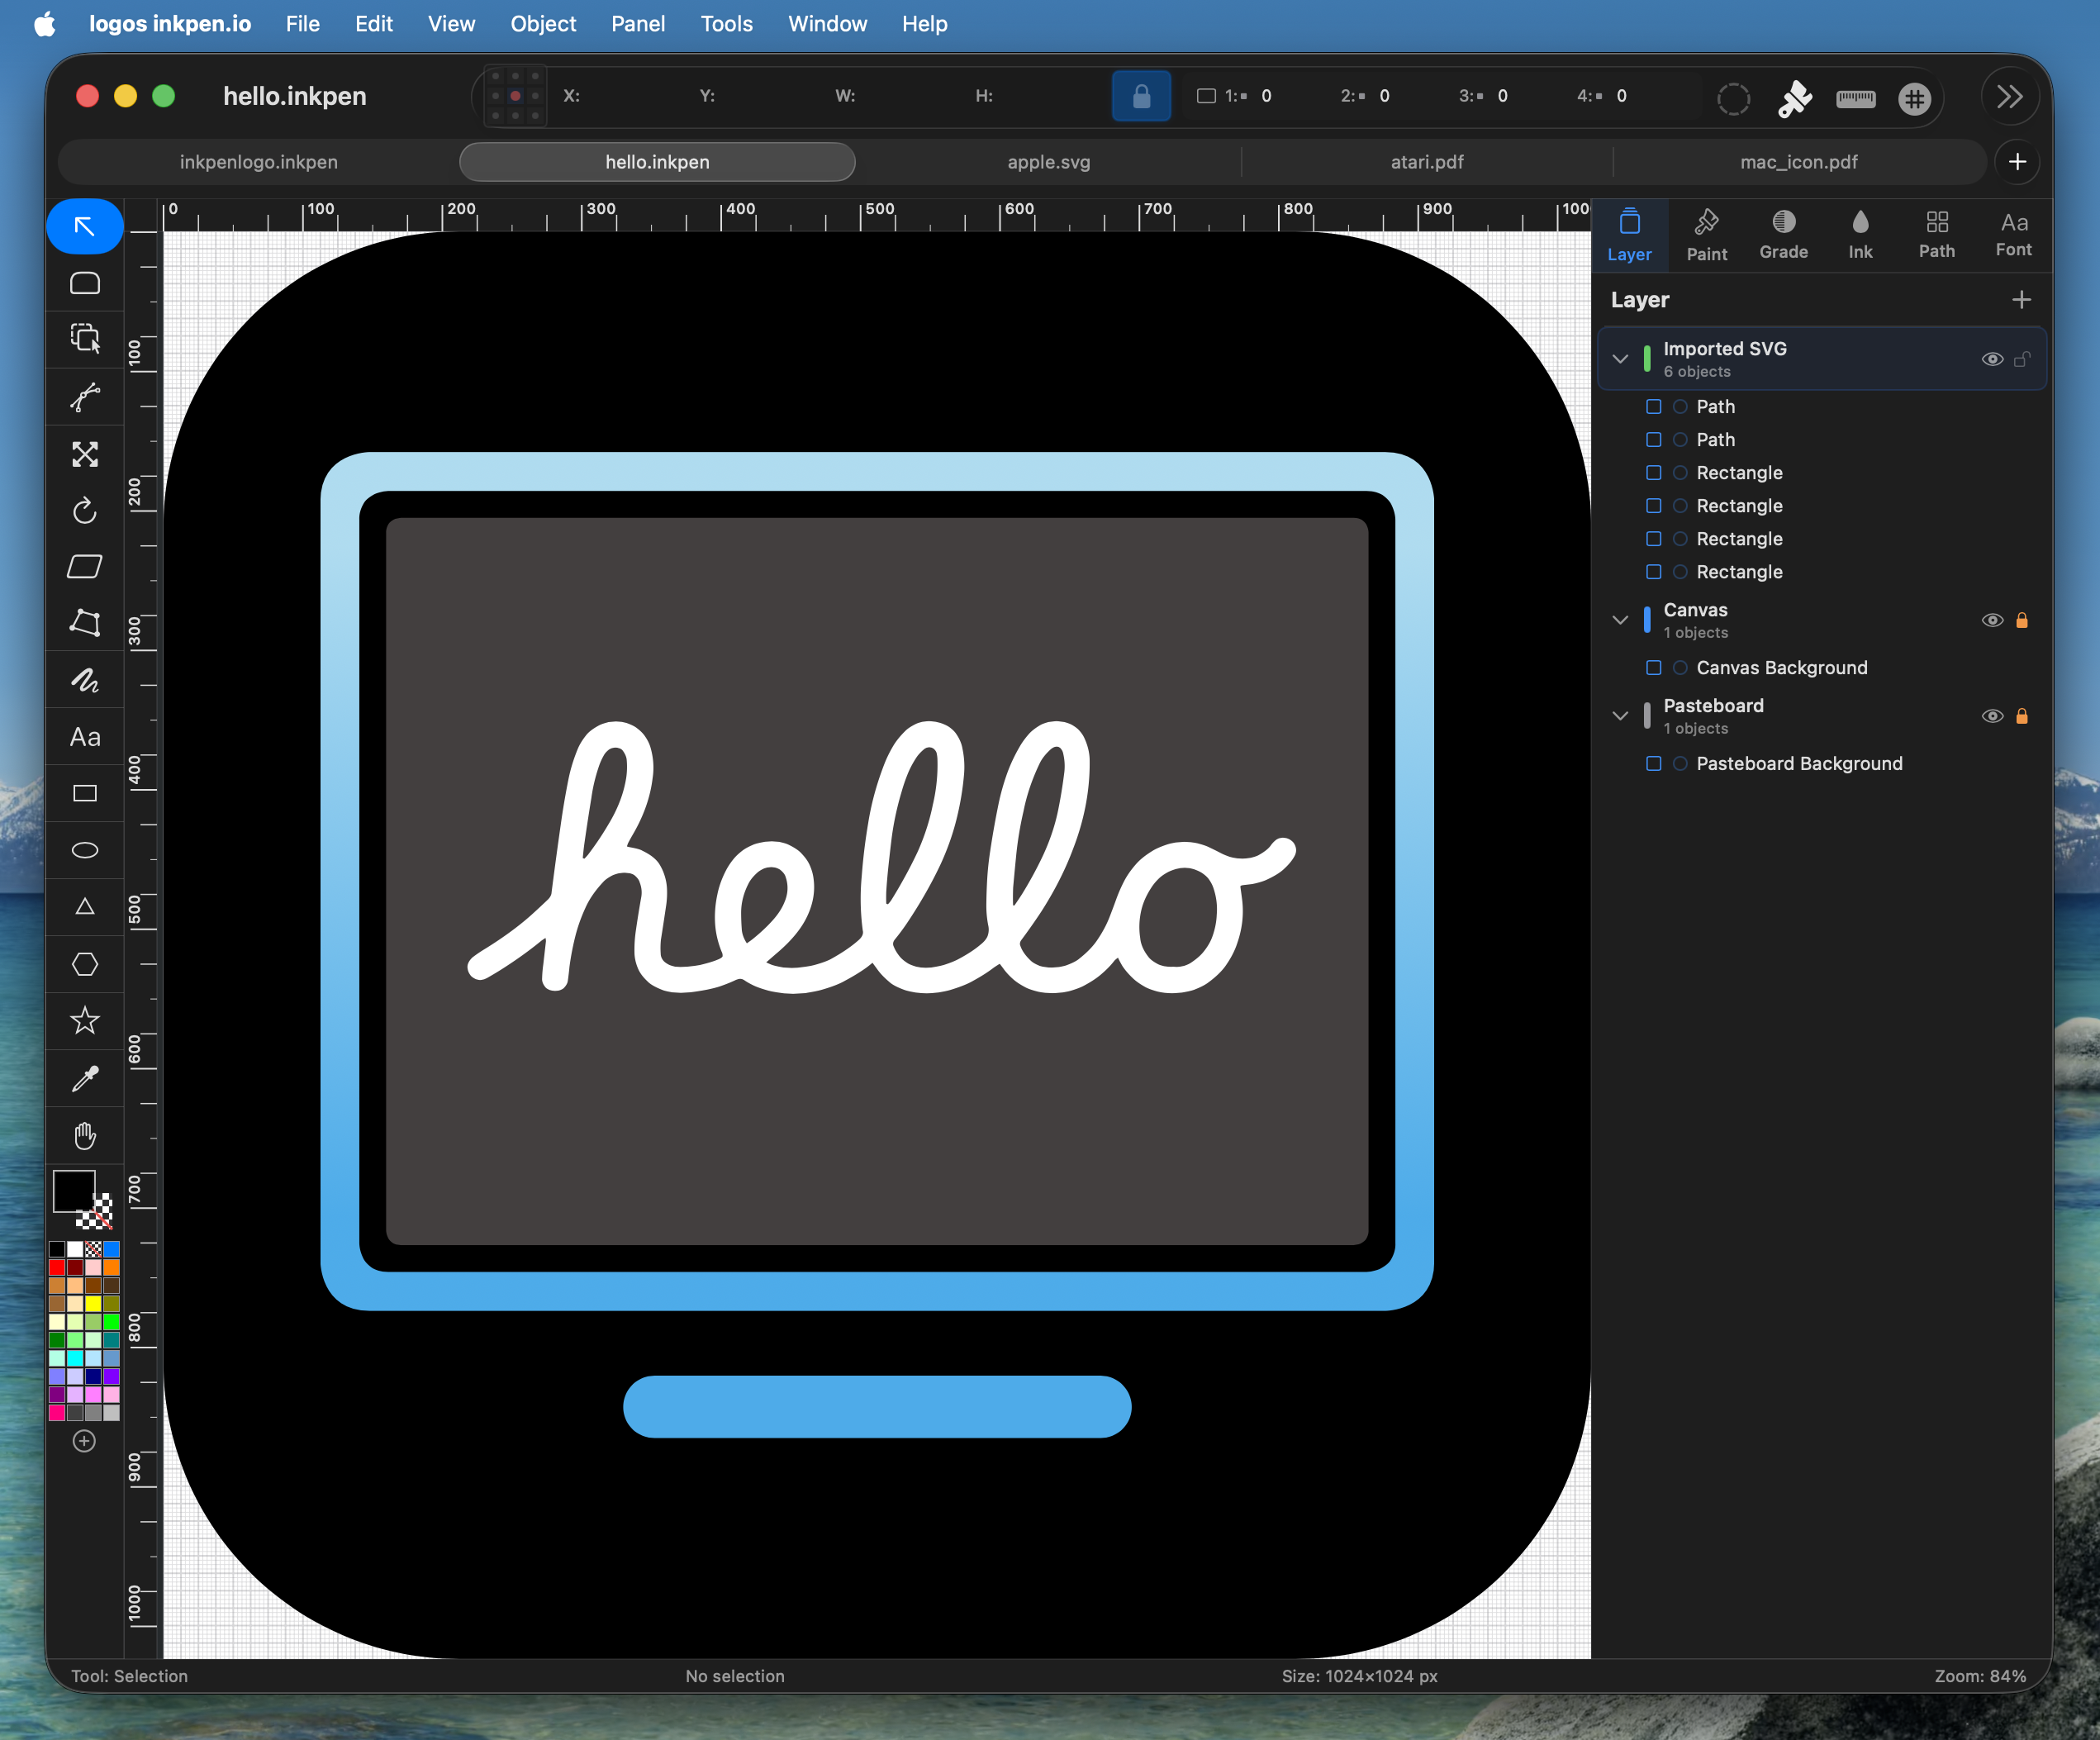 logos inkpen.io File Edit View Object Panel Tools Window Help
hello.inkpen X: Y: W: H: 1: 0 2: 0 3: 0 4: 0
inkpenlogo.inkpen hello.inkpen apple.svg atari.pdf mac_icon.pdf
0 100 200 300 400 500 600 700 800 900 100
Layer Paint Grade Ink Path Aa Font
Layer
Imported SVG
6 objects
Path
Path
Rectangle
Rectangle
Rectangle
Rectangle
Canvas
1 objects
Canvas Background
Pasteboard
1 objects
Pasteboard Background
100
200
300
400
500
600
700
800
900
1000
Aa
hello
Tool: Selection No selection Size: 1024×1024 px Zoom: 84%